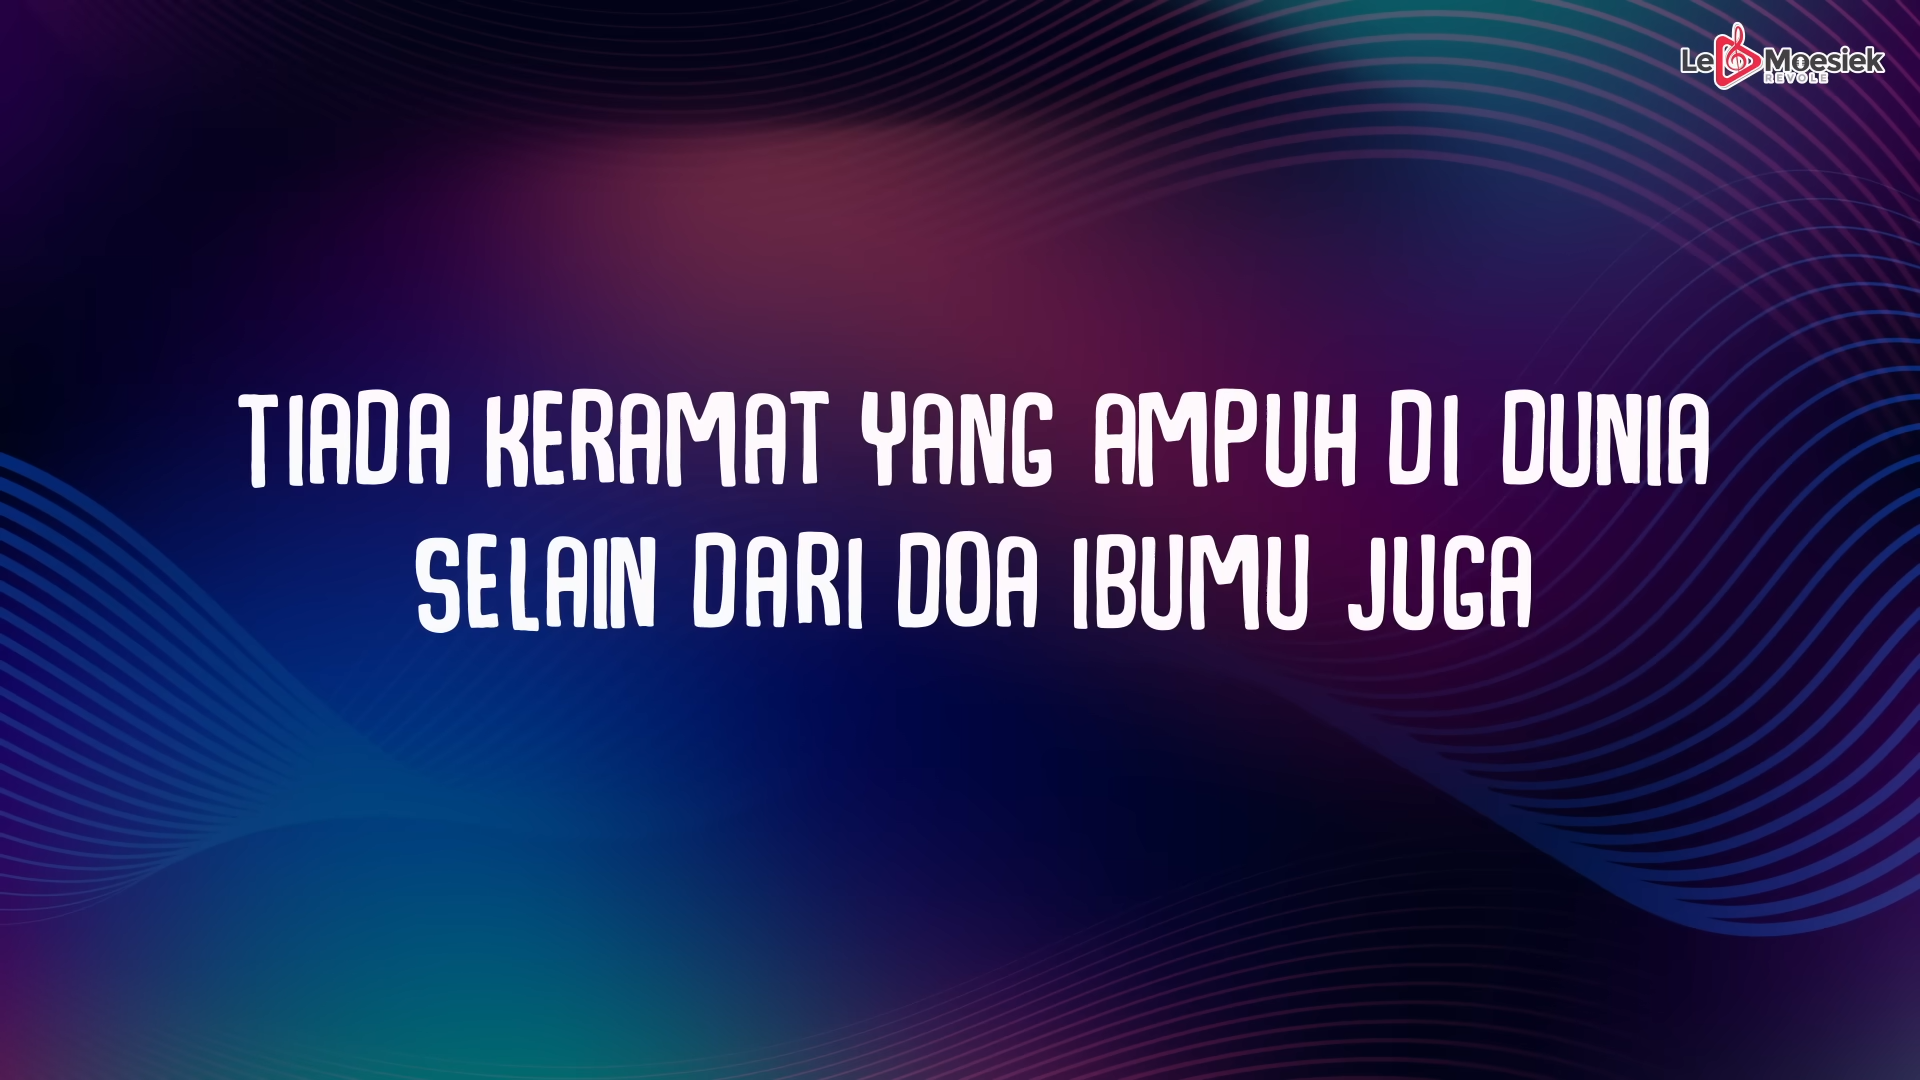 Le Moesiek
REVOLE
TIADA KERAMAT YANG AMPUH DI DUNIA
SELAIN DARI DOA IBUMU JUGA